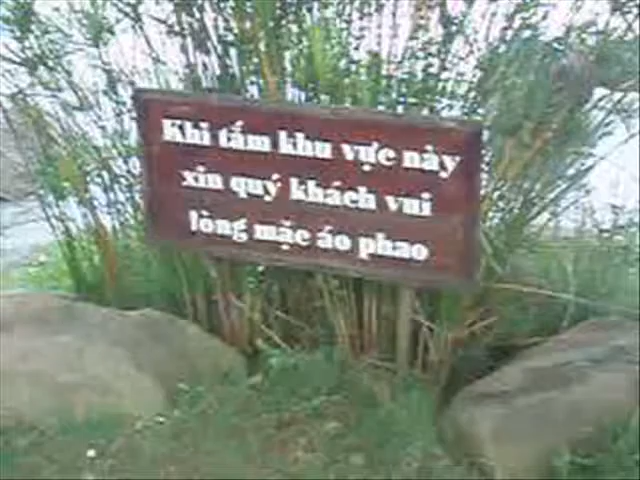 Khi tắm khu vực này
xin quý khách vui
lòng mặc áo phao